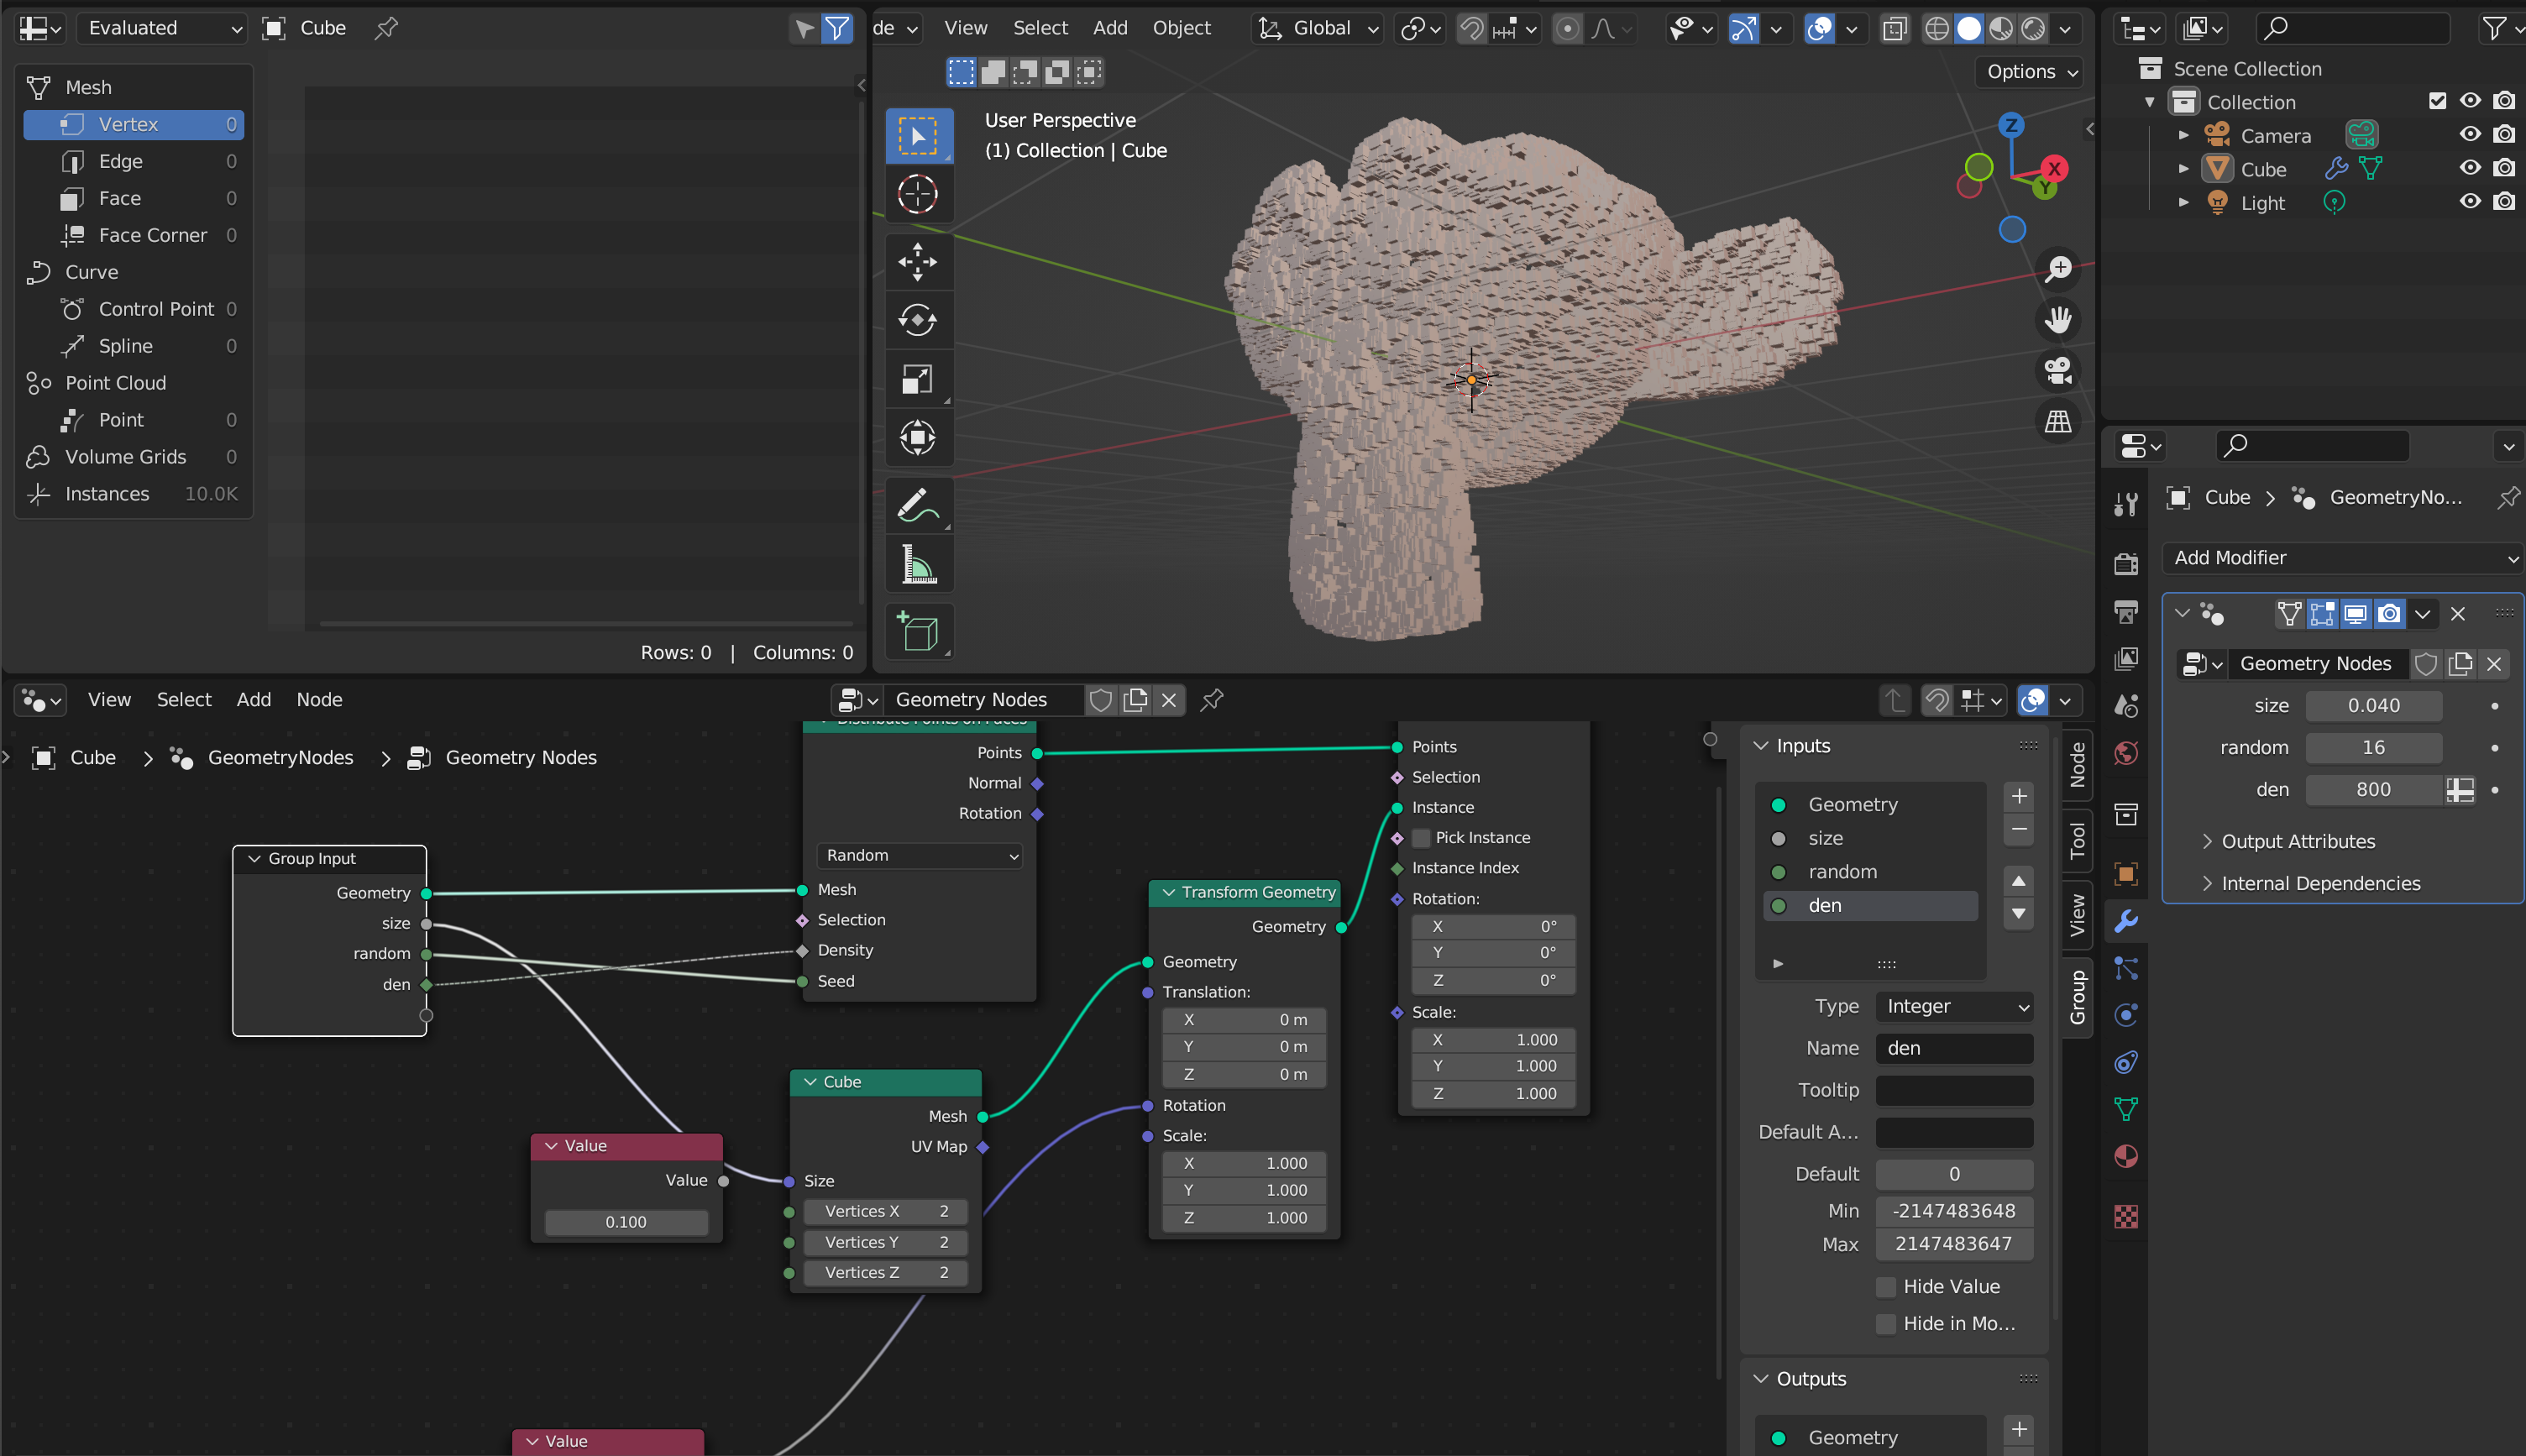 Evaluated
Cube
Mesh
Vertex 0
Edge 0
Face 0
Face Corner 0
Curve
Control Point 0
Spline 0
Point Cloud
Point 0
Volume Grids 0
Instances 10.0K
Rows: 0 | Columns: 0
de View Select Add Object
Global
Options
User Perspective
(1) Collection | Cube
Z
X
Y
Scene Collection
Collection
Camera
Cube
Light
Cube > GeometryNo...
Add Modifier
Geometry Nodes
size 0.040
random 16
den 800
Output Attributes
Internal Dependencies
View Select Add Node
Geometry Nodes
Cube > GeometryNodes > Geometry Nodes
Group Input
Geometry
size
random
den
Distribute Points on Faces
Points
Normal
Rotation
Random
Mesh
Selection
Density
Seed
Value
Value
0.100
Cube
Mesh
UV Map
Size
Vertices X 2
Vertices Y 2
Vertices Z 2
Value
Transform Geometry
Geometry
Geometry
Translation:
X 0 m
Y 0 m
Z 0 m
Rotation
Scale:
X 1.000
Y 1.000
Z 1.000
Points
Selection
Instance
Pick Instance
Instance Index
Rotation:
X 0°
Y 0°
Z 0°
Scale:
X 1.000
Y 1.000
Z 1.000
Inputs
Geometry
size
random
den
Type Integer
Name den
Tooltip
Default A...
Default 0
Min -2147483648
Max 2147483647
Hide Value
Hide in Mo...
Outputs
Geometry
Node
Tool
View
Group